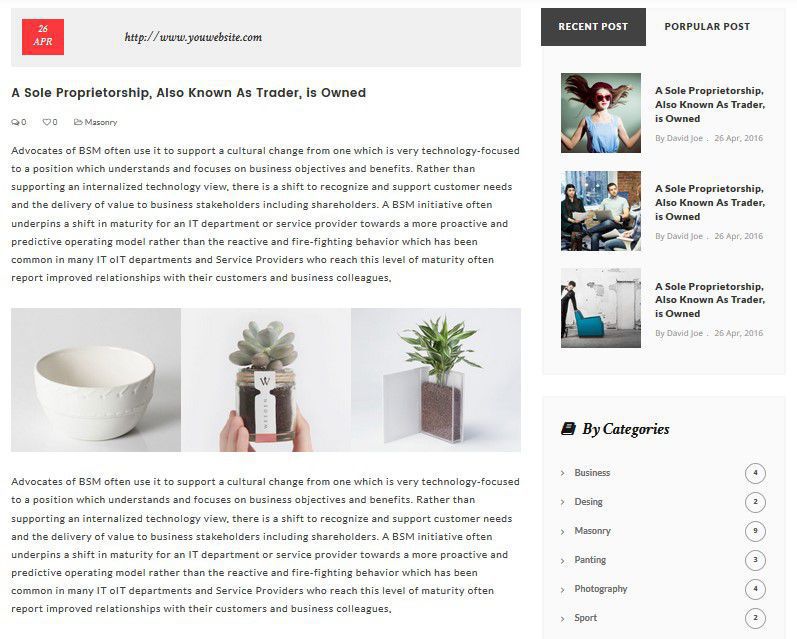 26
APR
http://www.youwebsite.com
A Sole Proprietorship, Also Known As Trader, is Owned
0
0
Masonry
Advocates of BSM often use it to support a cultural change from one which is very technology-focused
to a position which understands and focuses on business objectives and benefits. Rather than
supporting an internalized technology view, there is a shift to recognize and support customer needs
and the delivery of value to business stakeholders including shareholders. A BSM initiative often
underpins a shift in maturity for an IT department or service provider towards a more proactive and
predictive operating model rather than the reactive and fire-fighting behavior which has been
common in many IT oIT departments and Service Providers who reach this level of maturity often
report improved relationships with their customers and business colleagues,
W
WEEDEN
Advocates of BSM often use it to support a cultural change from one which is very technology-focused
to a position which understands and focuses on business objectives and benefits. Rather than
supporting an internalized technology view, there is a shift to recognize and support customer needs
and the delivery of value to business stakeholders including shareholders. A BSM initiative often
underpins a shift in maturity for an IT department or service provider towards a more proactive and
predictive operating model rather than the reactive and fire-fighting behavior which has been
common in many IT oIT departments and Service Providers who reach this level of maturity often
report improved relationships with their customers and business colleagues,
RECENT POST
PORPULAR POST
A Sole Proprietorship,
Also Known As Trader,
is Owned
By David Joe . 26 Apr, 2016
A Sole Proprietorship,
Also Known As Trader,
is Owned
By David Joe . 26 Apr, 2016
A Sole Proprietorship,
Also Known As Trader,
is Owned
By David Joe . 26 Apr, 2016
By Categories
Business 4
Desing 2
Masonry 9
Panting 3
Photography 4
Sport 2